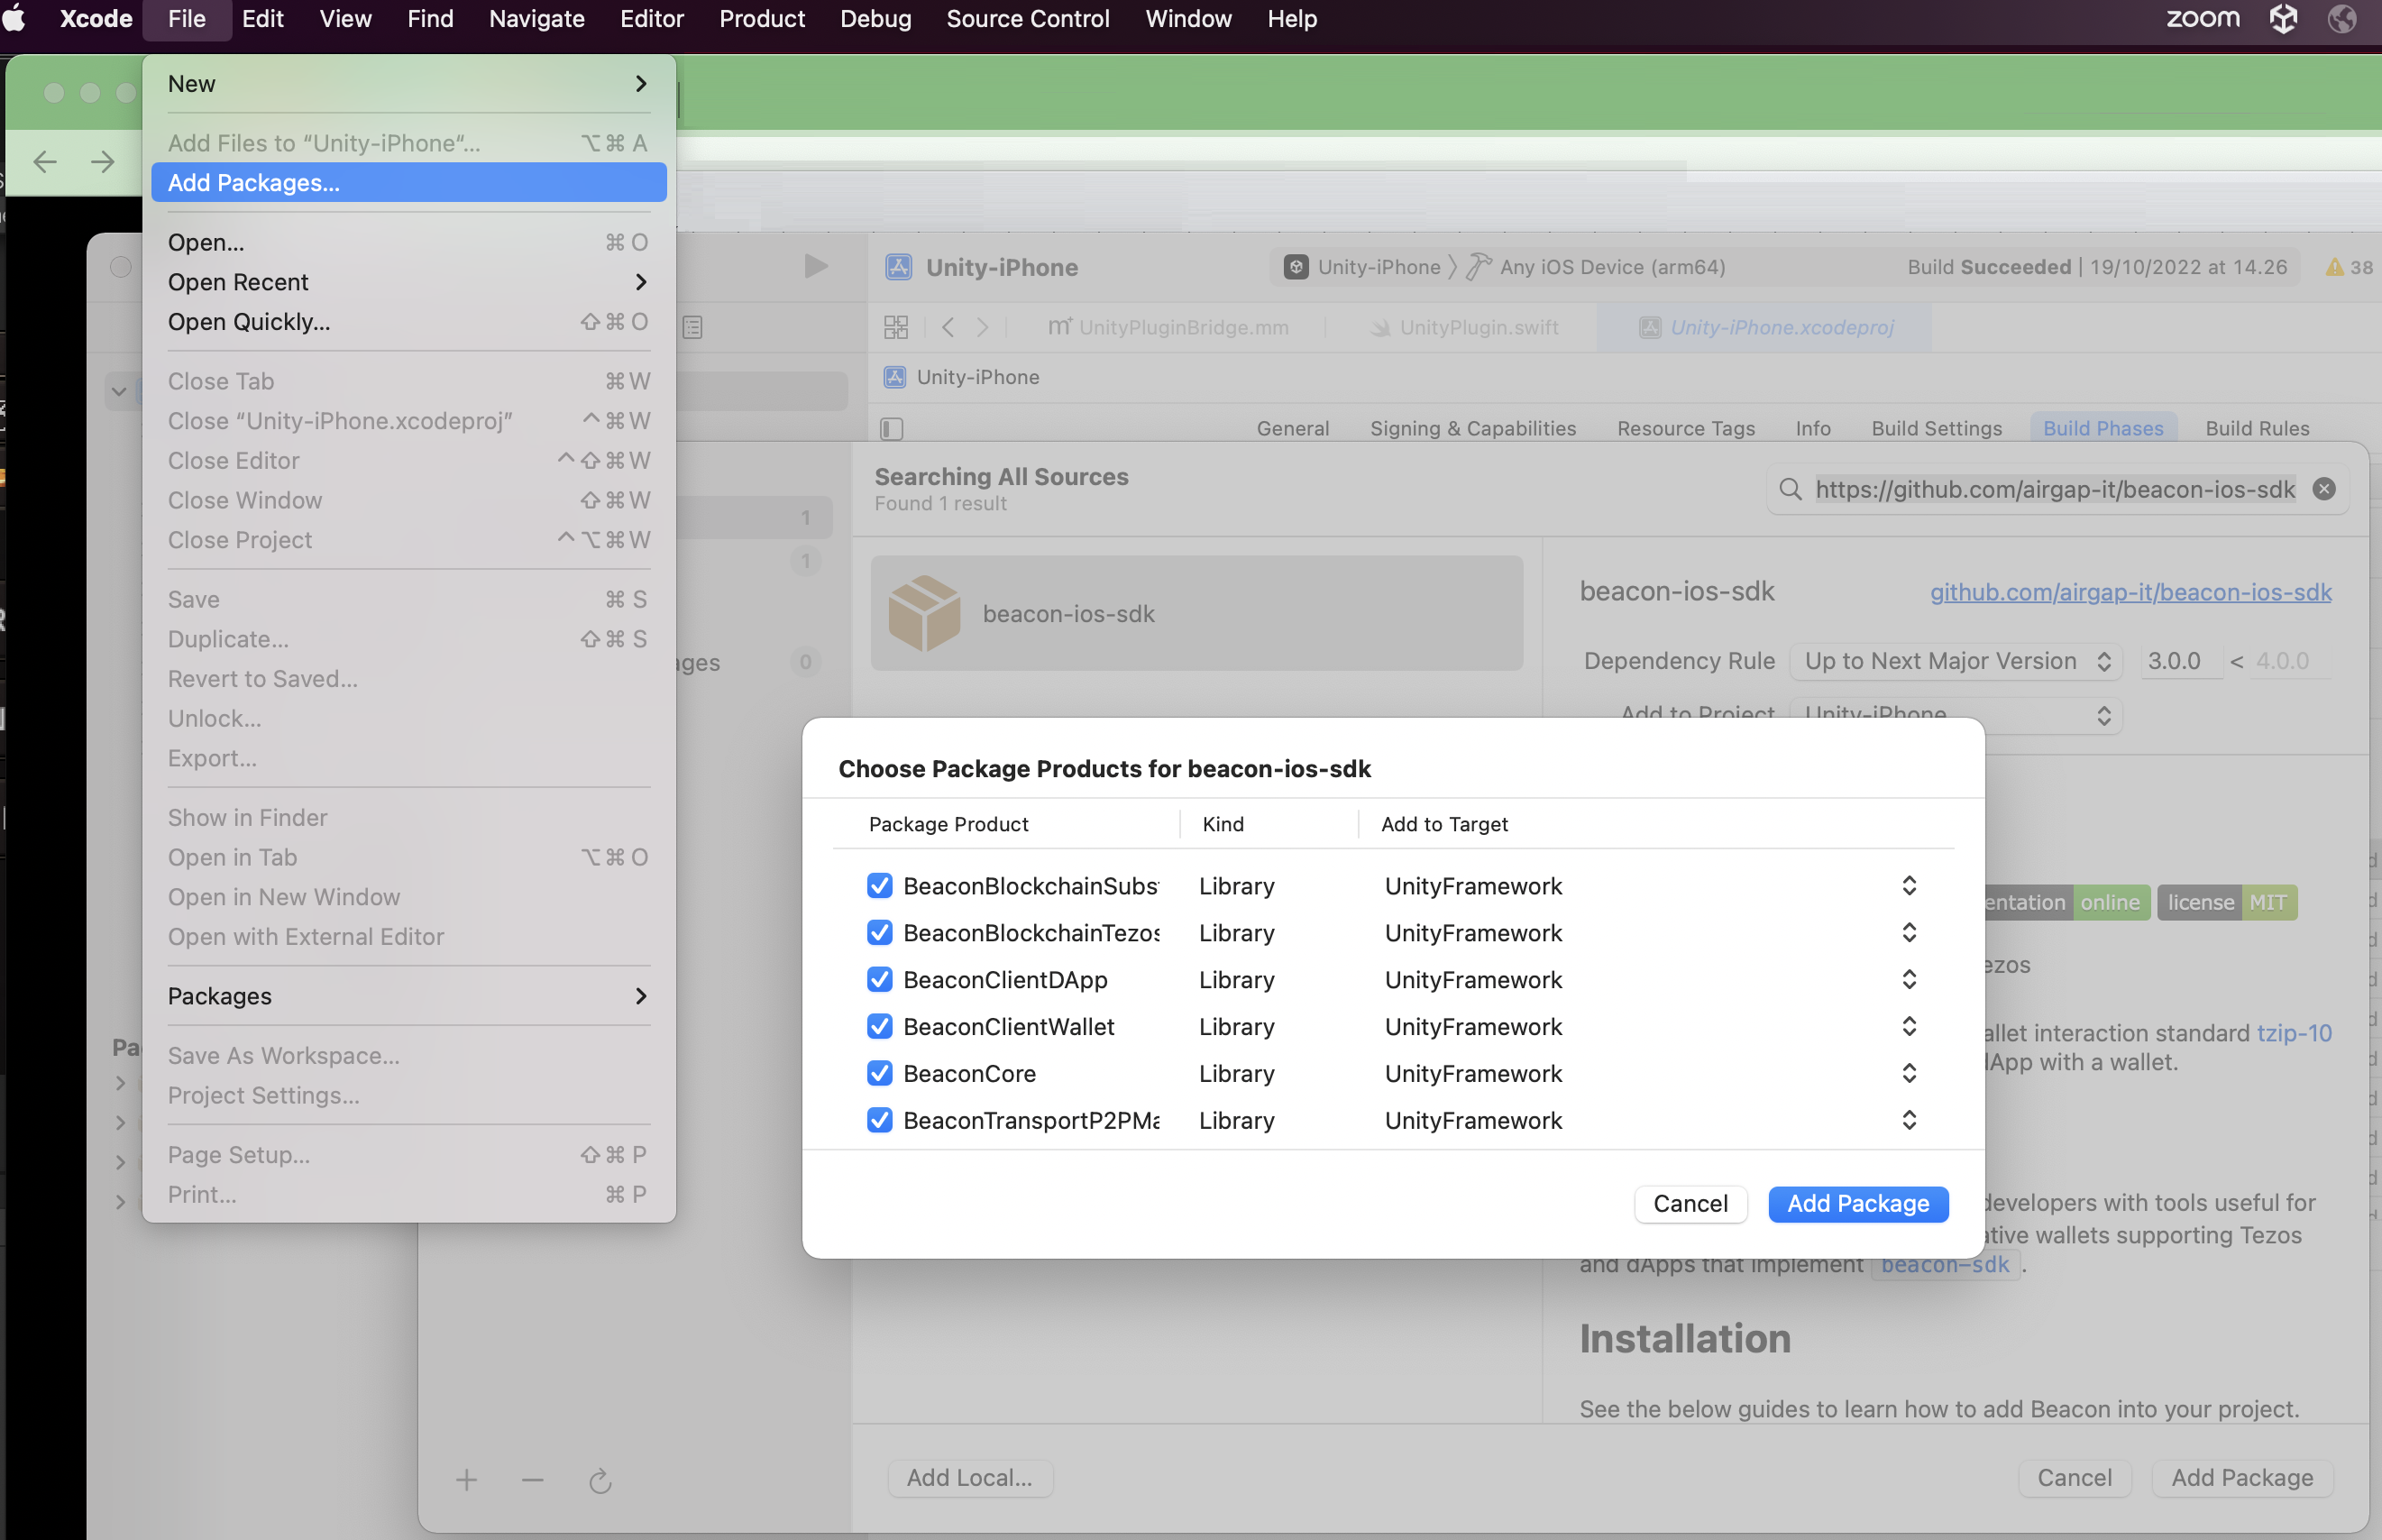 Xcode File Edit View Find Navigate Editor Product Debug Source Control Window Help zoom
New
Add Files to “Unity-iPhone“... ⌥⌘A
Add Packages...
Open... ⌘O
Open Recent
Open Quickly... ⇧⌘O
Close Tab ⌘W
Close “Unity-iPhone.xcodeproj” ^⌘W
Close Editor ^⇧⌘W
Close Window ⇧⌘W
Close Project ^⌥⌘W
Save ⌘S
Duplicate... ⇧⌘S
Revert to Saved...
Unlock...
Export...
Show in Finder
Open in Tab ⌥⌘O
Open in New Window
Open with External Editor
Packages
Save As Workspace...
Project Settings...
Page Setup... ⇧⌘P
Print... ⌘P
Unity-iPhone
Unity-iPhone 〉 Any iOS Device (arm64)
Build Succeeded | 19/10/2022 at 14.26
38
UnityPluginBridge.mm UnityPlugin.swift Unity-iPhone.xcodeproj
Unity-iPhone
General Signing & Capabilities Resource Tags Info Build Settings Build Phases Build Rules
1
1
ages 0
Searching All Sources
Found 1 result
https://github.com/airgap-it/beacon-ios-sdk
beacon-ios-sdk
beacon-ios-sdk github.com/airgap-it/beacon-ios-sdk
Dependency Rule Up to Next Major Version 3.0.0 < 4.0.0
Add to Project Unity-iPhone
Choose Package Products for beacon-ios-sdk
Package Product Kind Add to Target
BeaconBlockchainSubs Library UnityFramework
BeaconBlockchainTezos Library UnityFramework
BeaconClientDApp Library UnityFramework
BeaconClientWallet Library UnityFramework
BeaconCore Library UnityFramework
BeaconTransportP2PMa Library UnityFramework
Cancel Add Package
entation online license MIT
ezos
allet interaction standard tzip-10
dApp with a wallet.
developers with tools useful for
ative wallets supporting Tezos
and dApps that implement beacon-sdk .
Installation
See the below guides to learn how to add Beacon into your project.
Add Local... Cancel Add Package